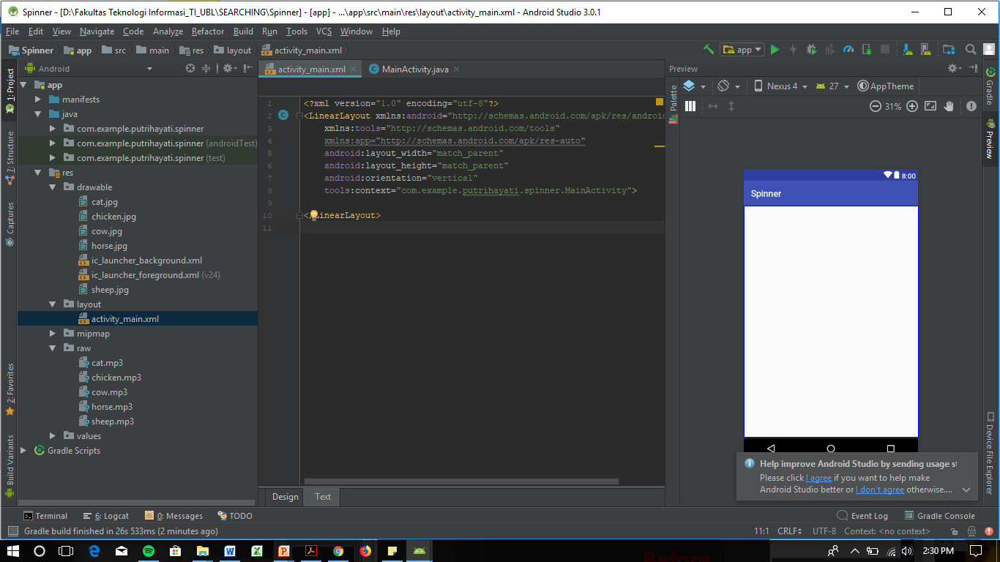 Spinner - [D:\Fakultas Teknologi Informasi_TI_UBL\SEARCHING\Spinner] - [app] - ...\app\src\main\res\layout\activity_main.xml - Android Studio 3.0.1
File Edit View Navigate Code Analyze Refactor Build Run Tools VCS Window Help
Spinner app src main res layout activity_main.xml app
1: Project
7: Structure
Captures
2: Favorites
Build Variants
Android
app
manifests
java
com.example.putrihayati.spinner
com.example.putrihayati.spinner (androidTest)
com.example.putrihayati.spinner (test)
res
drawable
cat.jpg
chicken.jpg
cow.jpg
horse.jpg
ic_launcher_background.xml
ic_launcher_foreground.xml (v24)
sheep.jpg
layout
activity_main.xml
mipmap
raw
cat.mp3
chicken.mp3
cow.mp3
horse.mp3
sheep.mp3
values
Gradle Scripts
activity_main.xml MainActivity.java
1 <?xml version="1.0" encoding="utf-8"?>
2 <LinearLayout xmlns:android="http://schemas.android.com/apk/res/androi
3 xmlns:tools="http://schemas.android.com/tools"
4 xmlns:app="http://schemas.android.com/apk/res-auto"
5 android:layout_width="match_parent"
6 android:layout_height="match_parent"
7 android:orientation="vertical"
8 tools:context="com.example.putrihayati.spinner.MainActivity">
9
10 </LinearLayout>
11
Design Text
Preview
Palette
Nexus 4 27 AppTheme
31%
8:00
Spinner
Help improve Android Studio by sending usage st
Please click I agree if you want to help make
Android Studio better or I don't agree otherwise....
Gradle
Preview
Device File Explorer
Terminal 6: Logcat 0: Messages TODO Event Log Gradle Console
Gradle build finished in 26s 533ms (2 minutes ago) 11:1 CRLF UTF-8 Context: <no context>
Before
2:30 PM